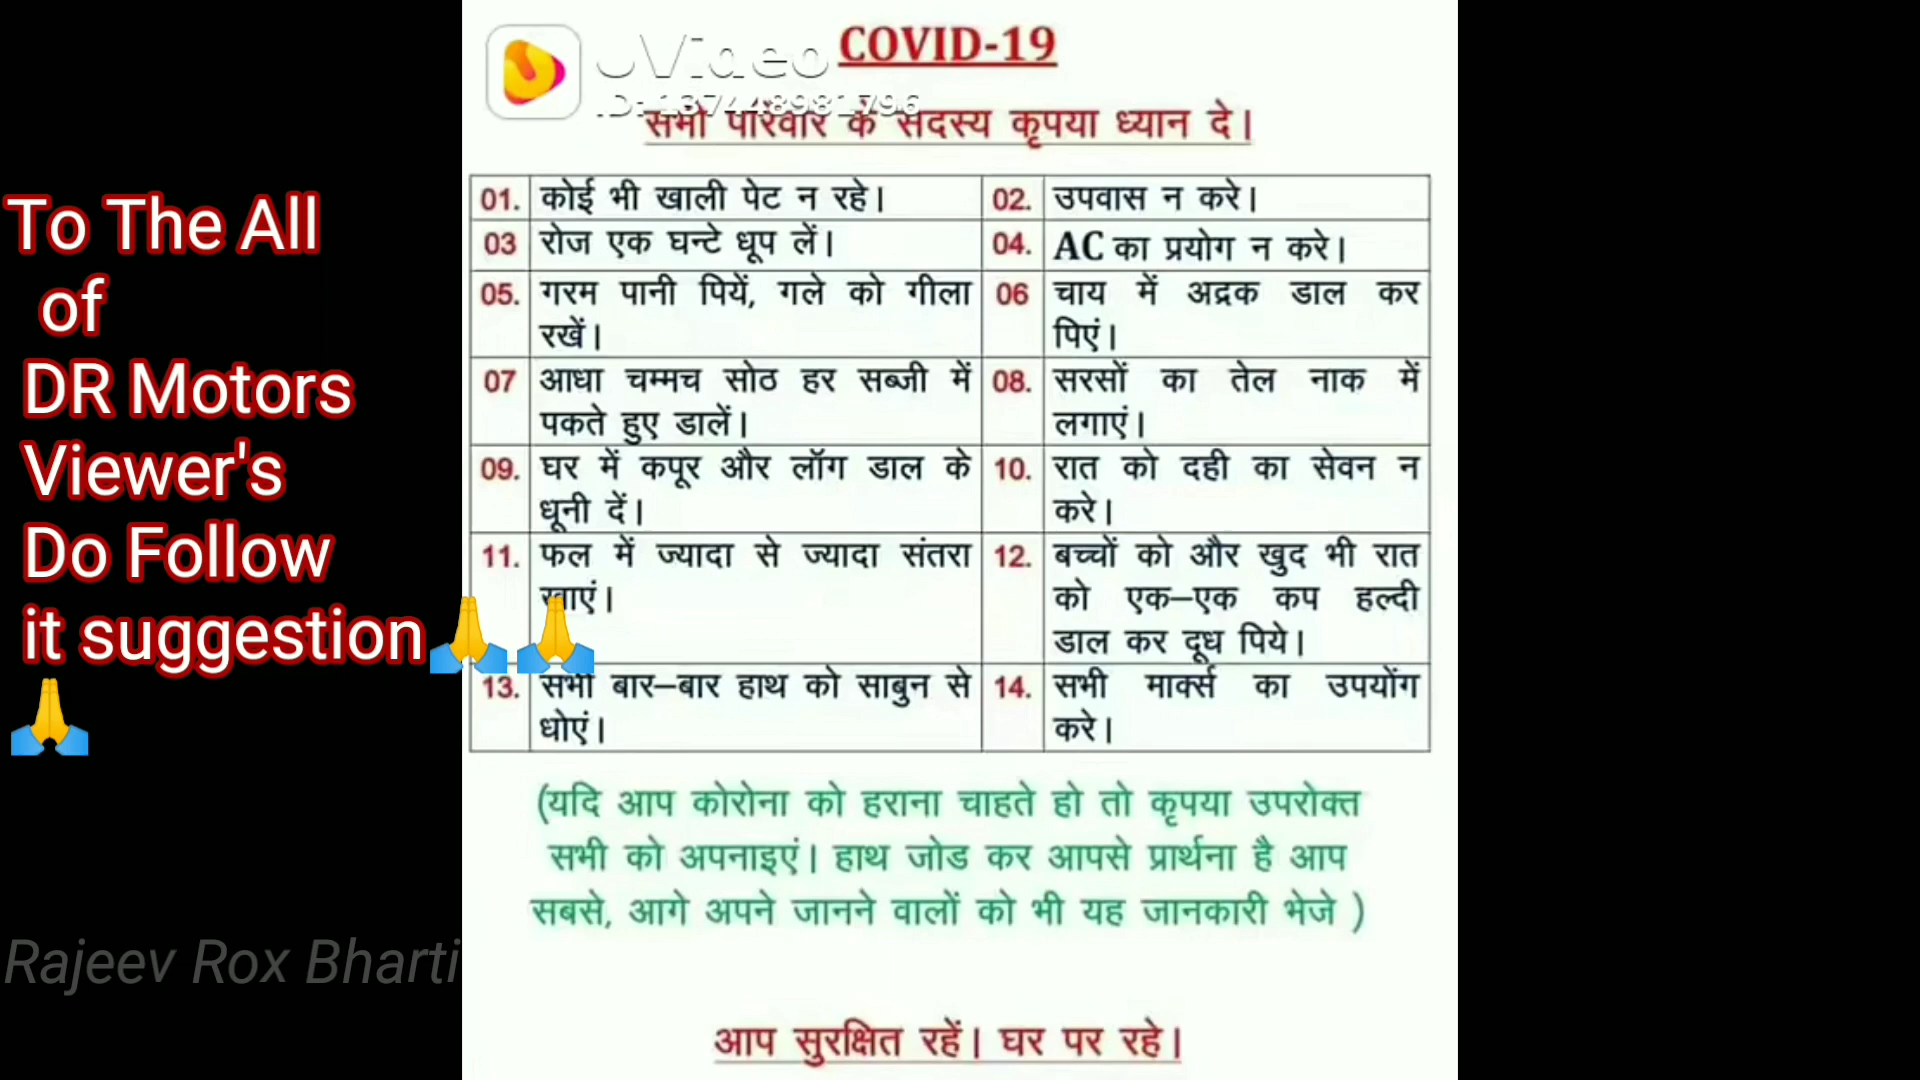 To The All
of
DR Motors
Viewer's
Do Follow
it suggestion🙏🙏
🙏
Rajeev Rox Bharti
UVideo
ID: 137448981796
COVID-19
सभी परिवार के सदस्य कृपया ध्यान दे।
01. कोई भी खाली पेट न रहे। 02. उपवास न करे।
03 रोज एक घन्टे धूप लें। 04. AC का प्रयोग न करे।
05. गरम पानी पियें, गले को गीला 06 चाय में अद्रक डाल कर
रखें। पिएं।
07 आधा चम्मच सोठ हर सब्जी में 08. सरसों का तेल नाक में
पकते हुए डालें। लगाएं।
09. घर में कपूर और लॉग डाल के 10. रात को दही का सेवन न
धूनी दें। करे।
11. फल में ज्यादा से ज्यादा संतरा 12. बच्चों को और खुद भी रात
खाएं। को एक–एक कप हल्दी
डाल कर दूध पिये।
13. सभी बार–बार हाथ को साबुन से 14. सभी मार्क्स का उपयोंग
धोएं। करे।
(यदि आप कोरोना को हराना चाहते हो तो कृपया उपरोक्त
सभी को अपनाइएं। हाथ जोड कर आपसे प्रार्थना है आप
सबसे, आगे अपने जानने वालों को भी यह जानकारी भेजे )
आप सुरक्षित रहें। घर पर रहे।